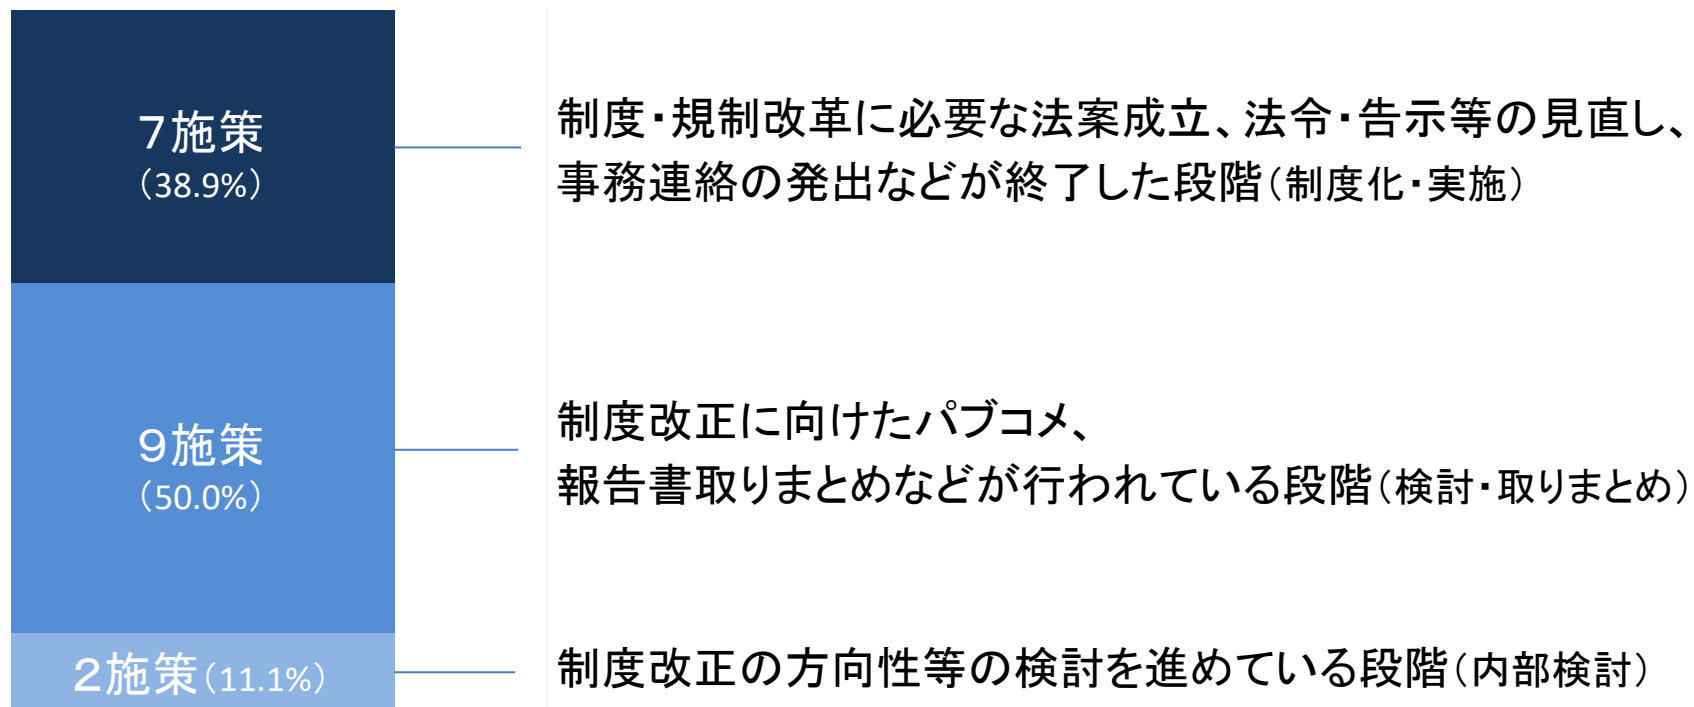 ７施策
（38.9%）
制度・規制改革に必要な法案成立、法令・告示等の見直し、
事務連絡の発出などが終了した段階（制度化・実施）
９施策
（50.0%）
制度改正に向けたパブコメ、
報告書取りまとめなどが行われている段階（検討・取りまとめ）
２施策（11.1%）
制度改正の方向性等の検討を進めている段階（内部検討）